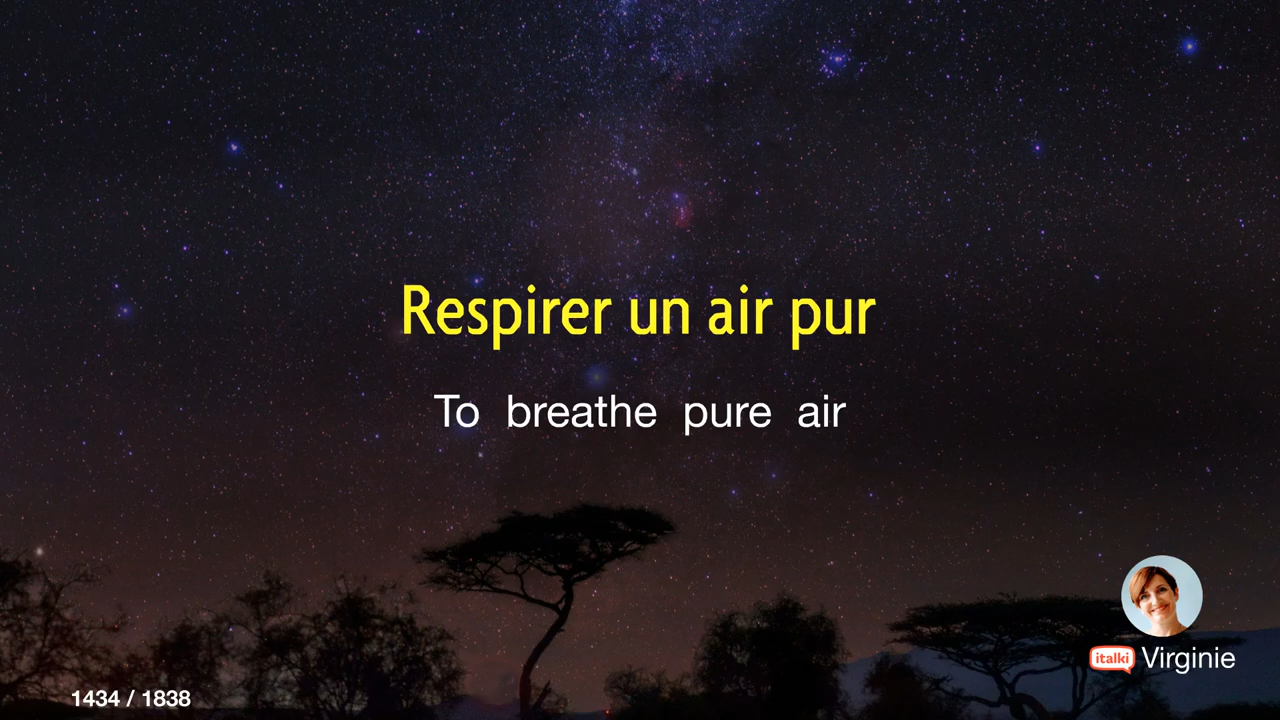 Respirer un air pur
To breathe pure air
italki Virginie
1434 / 1838